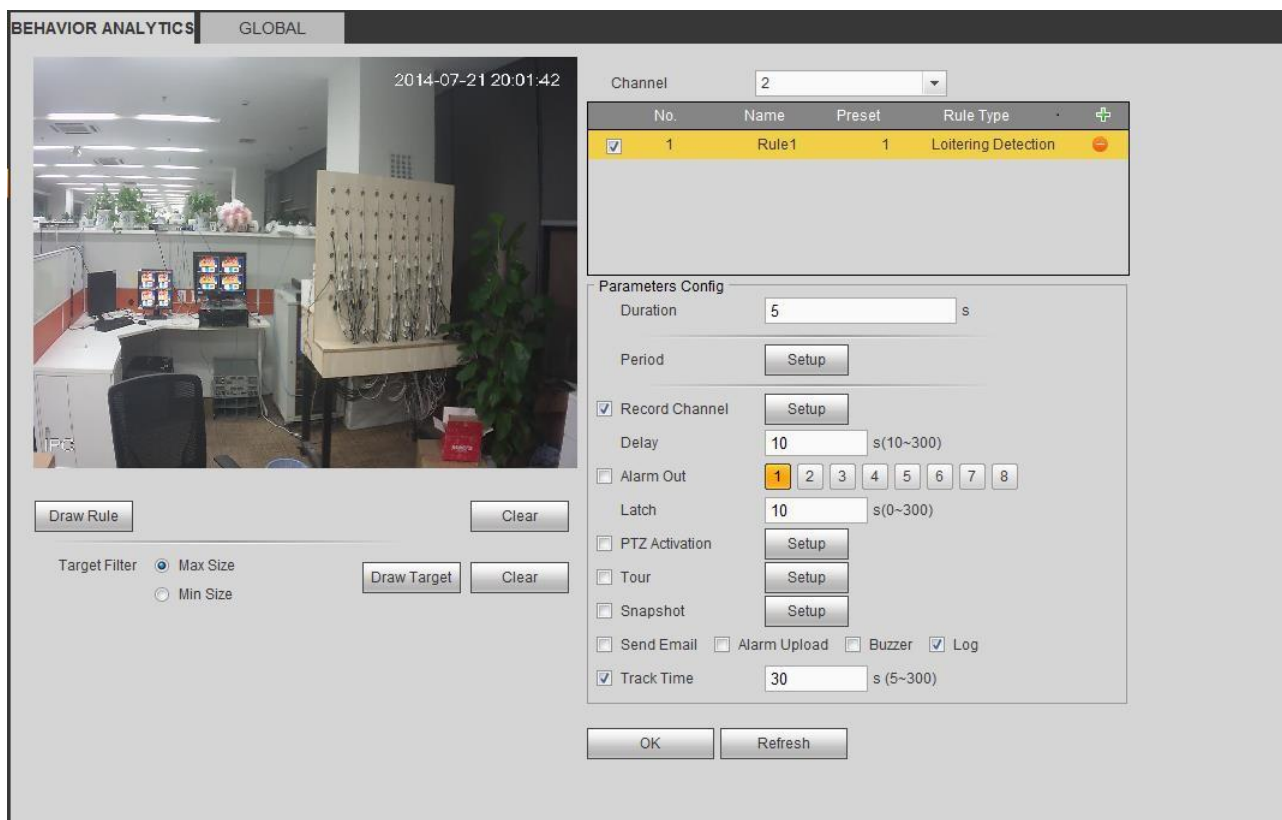 BEHAVIOR ANALYTICS GLOBAL
2014-07-21 20:01:42
IPC
Draw Rule Clear
Target Filter Max Size
Min Size
Draw Target Clear
Channel 2
No. Name Preset Rule Type
1 Rule1 1 Loitering Detection
Parameters Config
Duration 5 s
Period Setup
Record Channel Setup
Delay 10 s(10~300)
Alarm Out 1 2 3 4 5 6 7 8
Latch 10 s(0~300)
PTZ Activation Setup
Tour Setup
Snapshot Setup
Send Email Alarm Upload Buzzer Log
Track Time 30 s (5~300)
OK Refresh